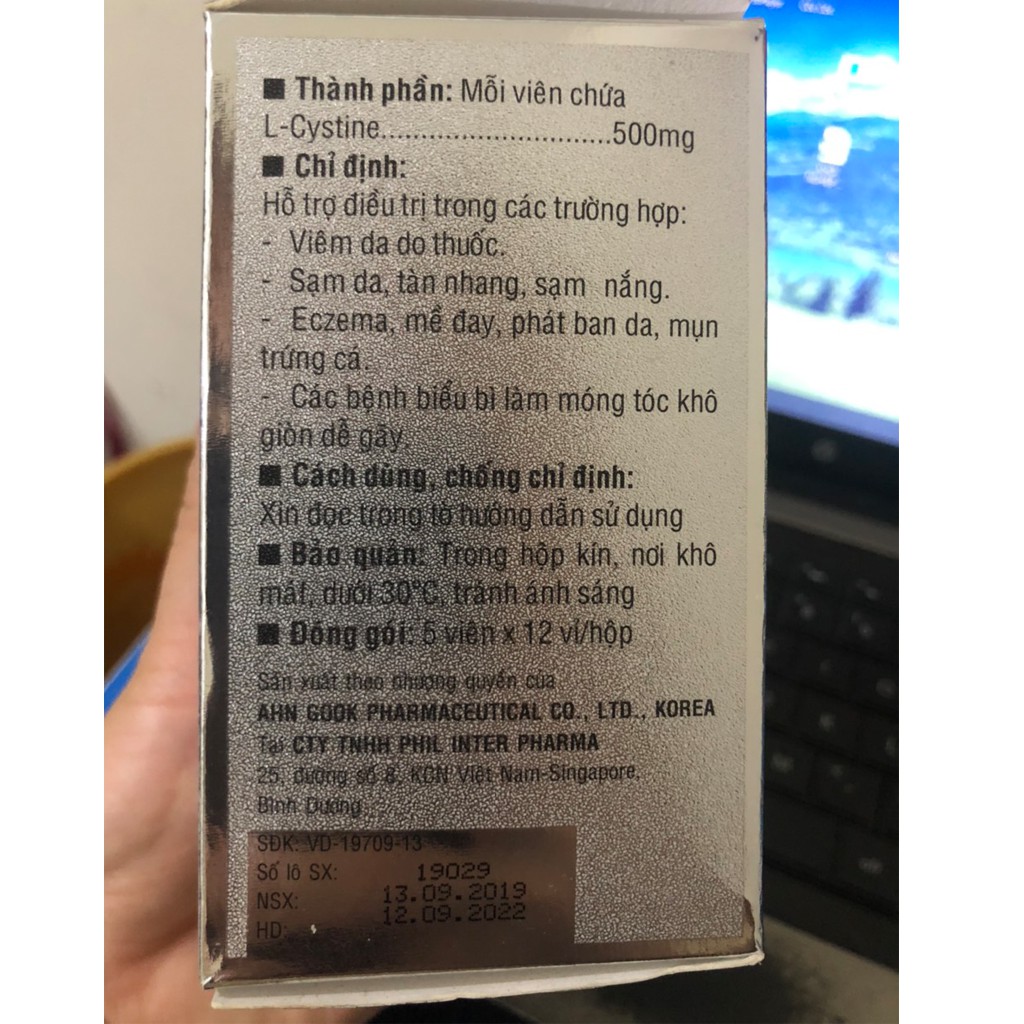 ■ Thành phần: Mỗi viên chứa
L-Cystine.............................500mg
■ Chỉ định:
Hỗ trợ điều trị trong các trường hợp:
- Viêm da do thuốc.
- Sạm da, tàn nhang, sạm nắng.
- Eczema, mề đay, phát ban da, mụn
trứng cá.
- Các bệnh biểu bì làm móng tóc khô
giòn dễ gãy.
■ Cách dùng, chống chỉ định:
Xin đọc trong tờ hướng dẫn sử dụng
■ Bảo quản: Trong hộp kín, nơi khô
mát, dưới 30°C, tránh ánh sáng
■ Đóng gói: 5 viên x 12 vỉ/hộp
Sản xuất theo nhượng quyền của
AHN GOOK PHARMACEUTICAL CO., LTD., KOREA
Tại CTY TNHH PHIL INTER PHARMA
25, đường số 8, KCN Việt Nam-Singapore,
Bình Dương
SĐK: VD-19709-13
Số lô SX: 19029
NSX: 13.09.2019
HD: 12.09.2022